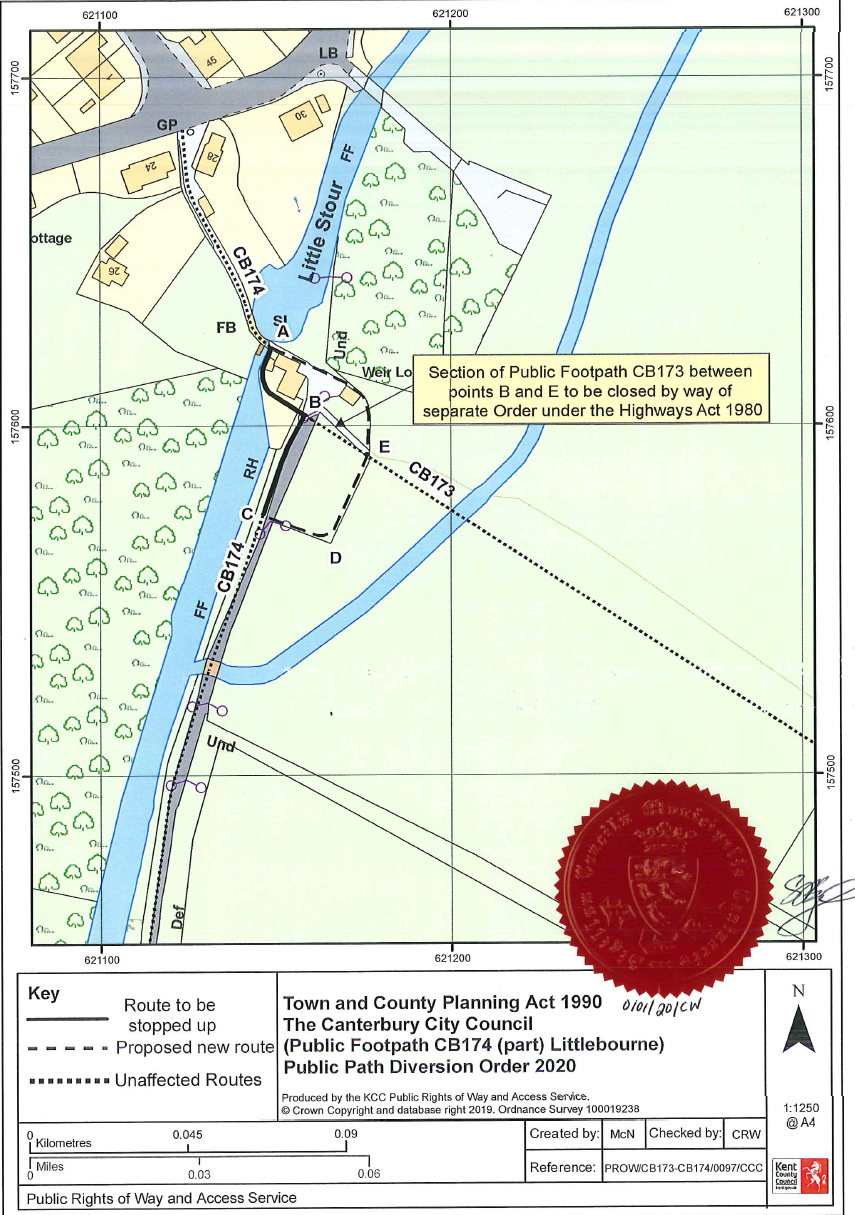 621100
621200
621300
157700
157700
LB
45
1
GP
30
28
24
FF
Little Stour
ottage
26
CB174
FB
A
Und
Weir Lo
Section of Public Footpath CB173 between
points B and E to be closed by way of
separate Order under the Highways Act 1980
B
157600
157600
E
CB173
RH
C
D
CB174
FF
Und
157500
157500
Def
621100
621200
621300
Key
Route to be
stopped up
Proposed new route
Unaffected Routes
Town and County Planning Act 1990
0101/20/CW
The Canterbury City Council
(Public Footpath CB174 (part) Littlebourne)
Public Path Diversion Order 2020
Produced by the KCC Public Rights of Way and Access Service.
© Crown Copyright and database right 2019. Ordnance Survey 100019238
N
1:1250
@ A4
0 0.045 0.09
Kilometres
Miles
0 0.03 0.06
Created by: McN Checked by: CRW
Reference: PROW/CB173-CB174/0097/CCC
Kent
County
Council
kent.gov.uk
Public Rights of Way and Access Service